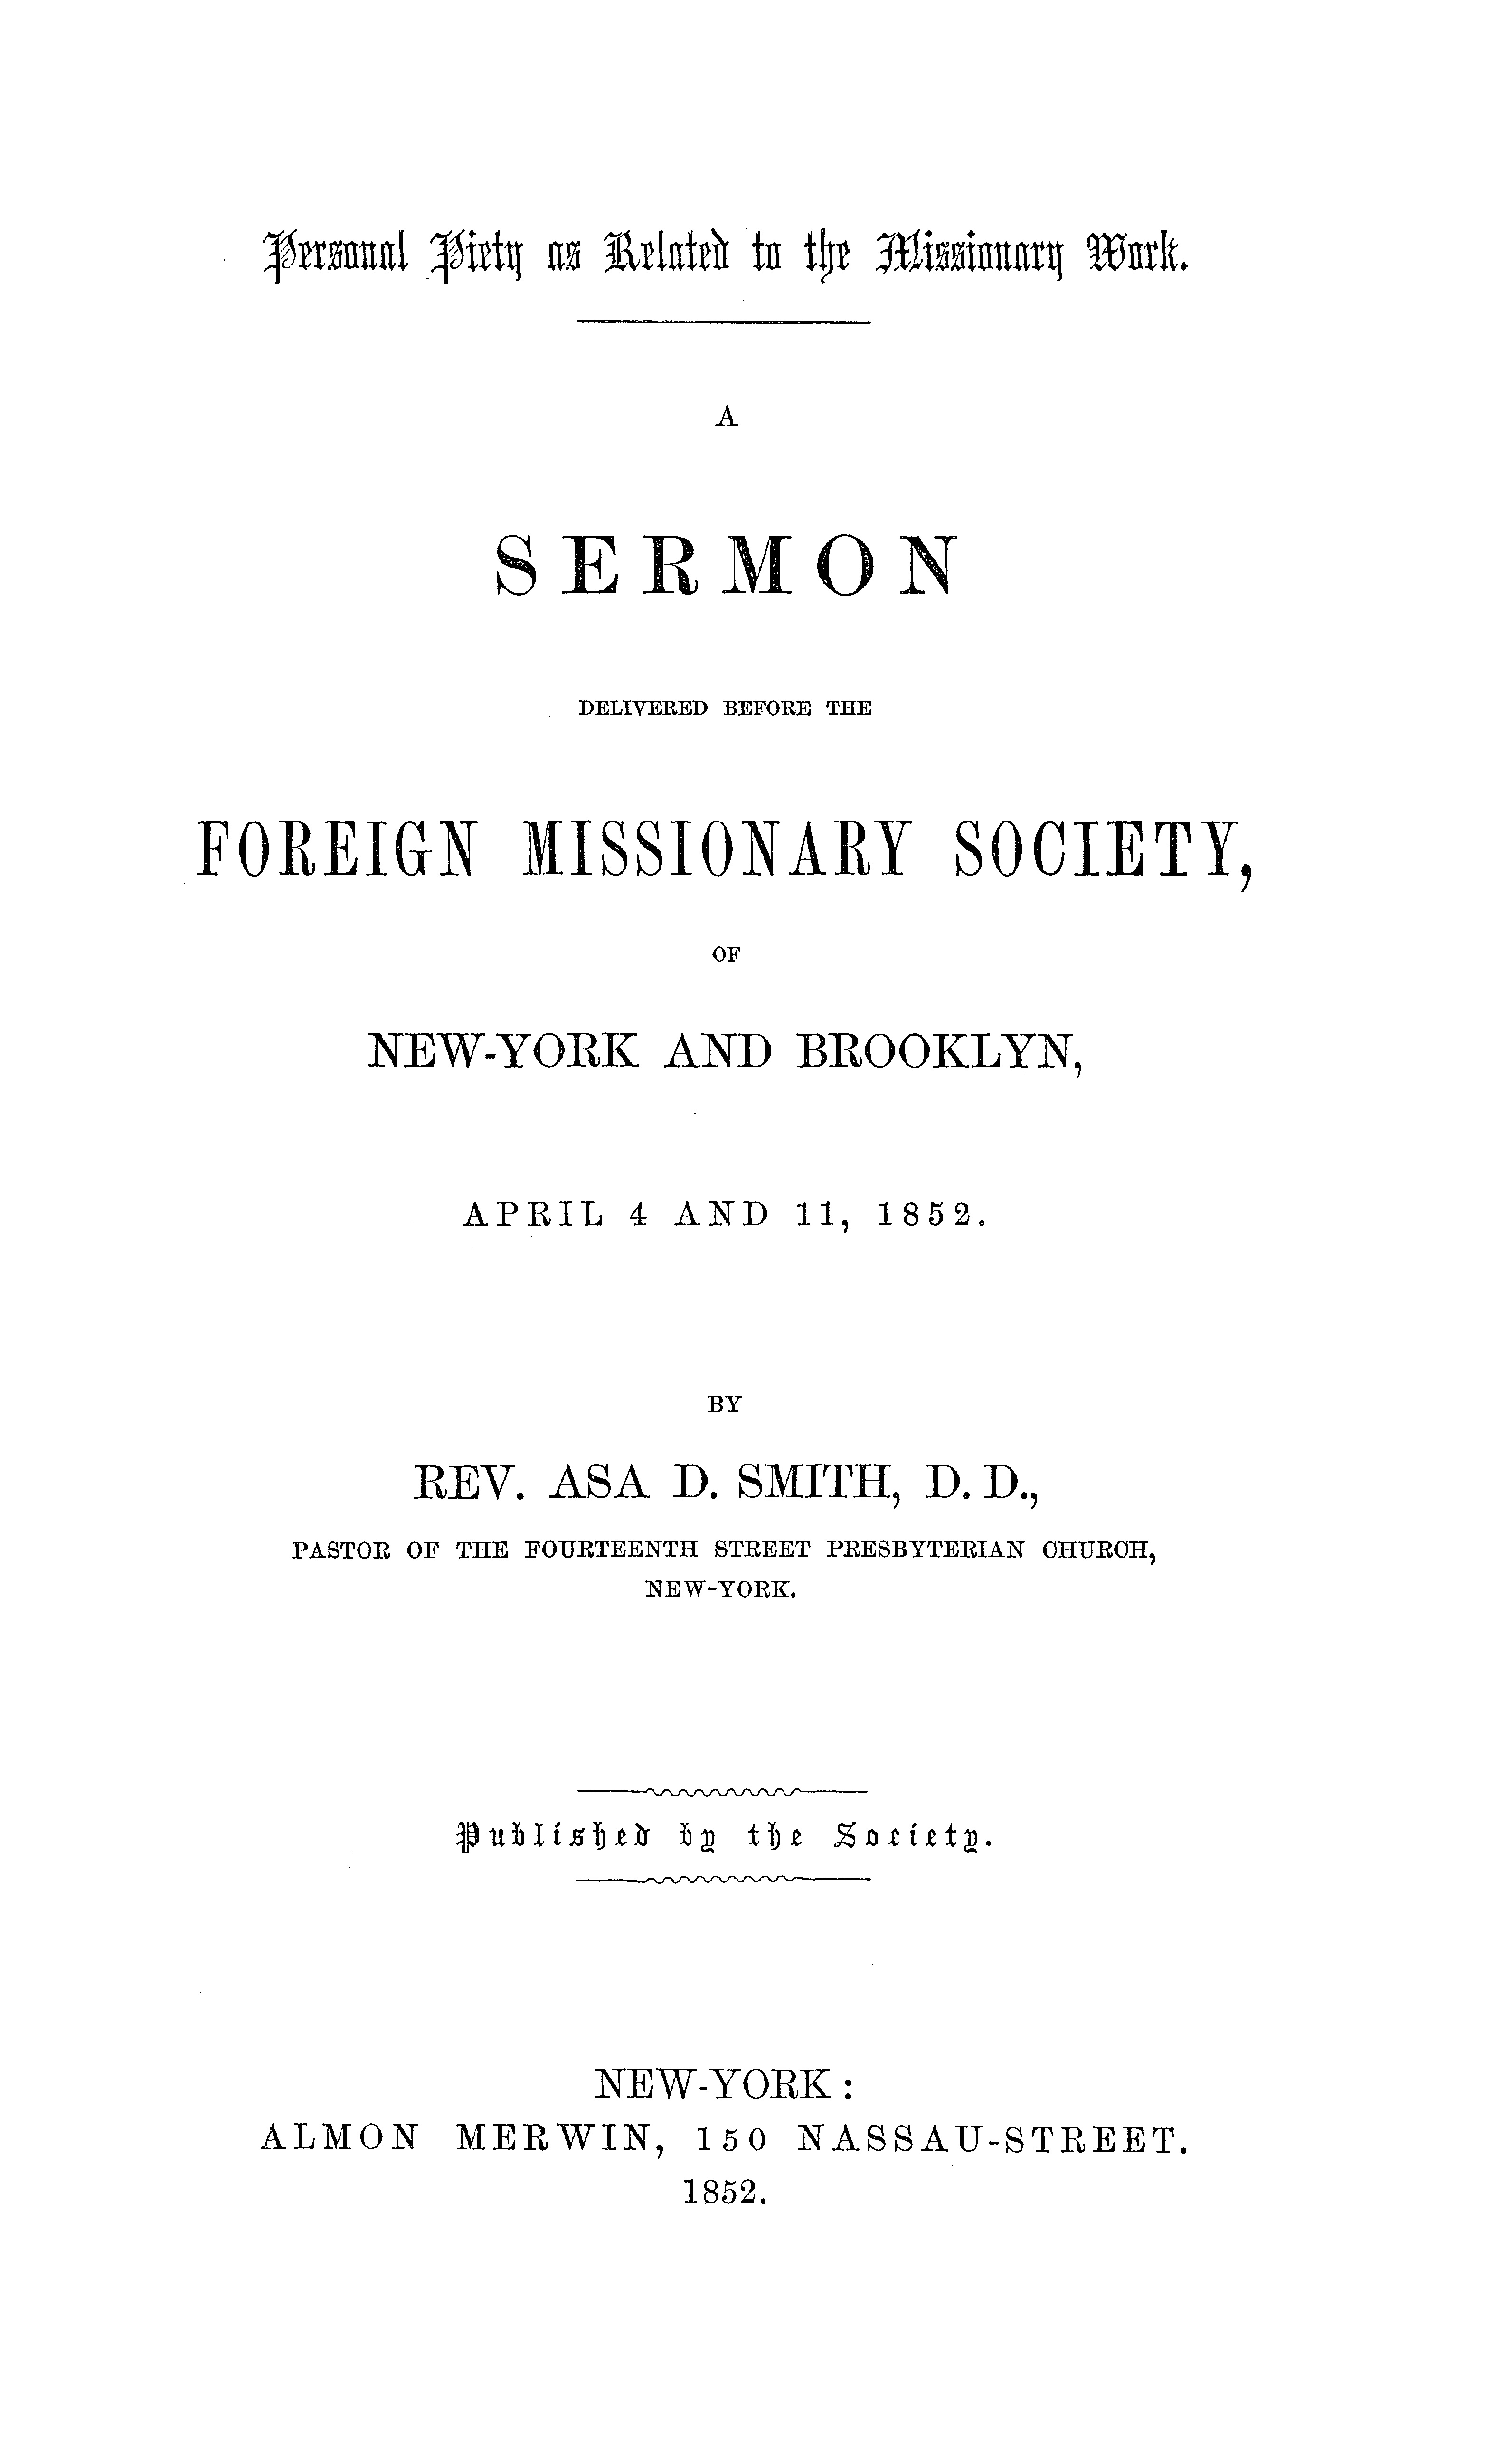 Personal Piety as Related to the Missionary Work.
A
SERMON
DELIVERED BEFORE THE
FOREIGN MISSIONARY SOCIETY,
OF
NEW-YORK AND BROOKLYN,
APRIL 4 AND 11, 1852.
BY
REV. ASA D. SMITH, D. D.,
PASTOR OF THE FOURTEENTH STREET PRESBYTERIAN CHURCH,
NEW-YORK.
Published by the Society.
NEW-YORK:
ALMON MERWIN, 150 NASSAU-STREET.
1852.